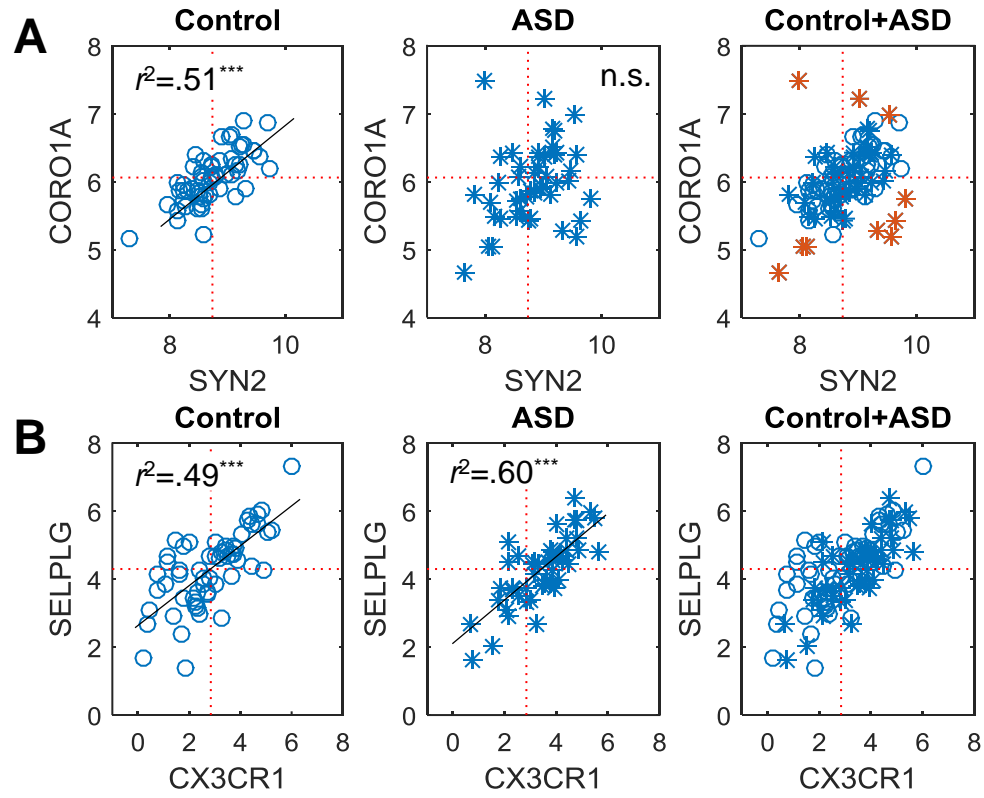 A
Control
ASD
Control+ASD
8
7
6
5
4
CORO1A
r²=.51***
8
10
SYN2
8
7
6
5
4
CORO1A
n.s.
8
10
SYN2
8
7
6
5
4
CORO1A
8
10
SYN2
B
Control
ASD
Control+ASD
8
6
4
2
0
SELPLG
r²=.49***
0
2
4
6
8
CX3CR1
8
6
4
2
0
SELPLG
r²=.60***
0
2
4
6
8
CX3CR1
8
6
4
2
0
SELPLG
0
2
4
6
8
CX3CR1